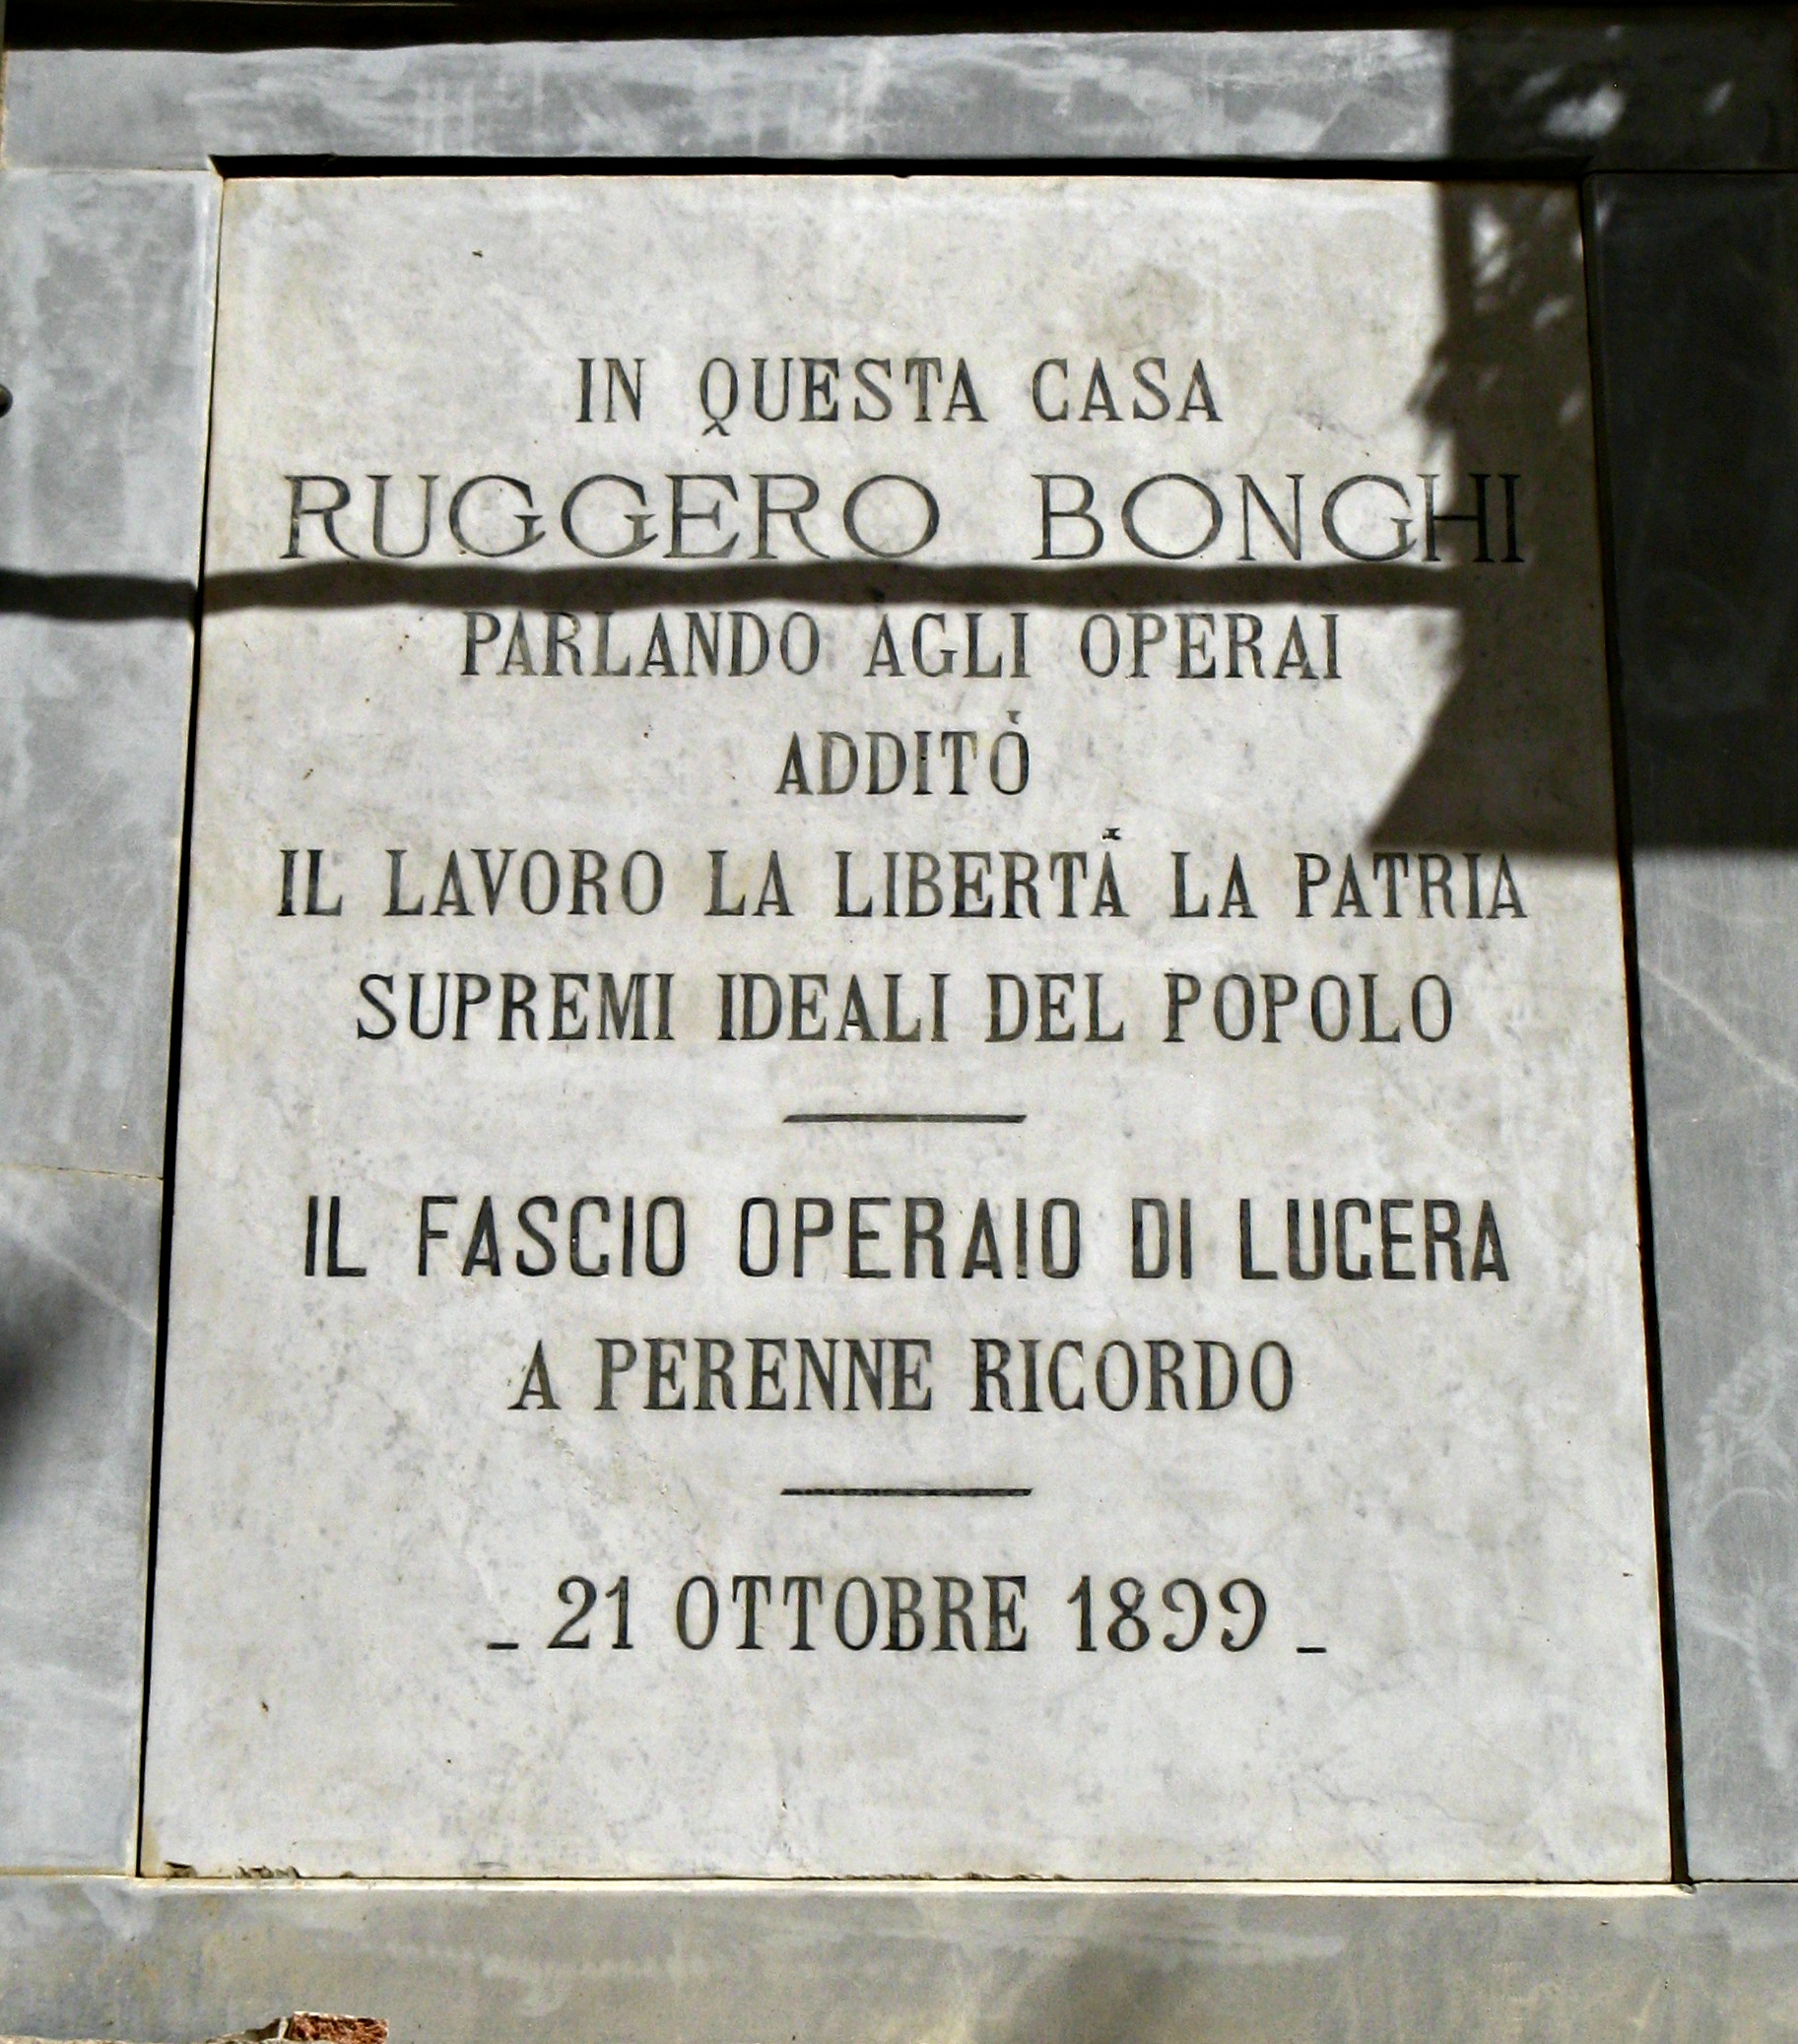 IN QUESTA CASA
RUGGERO BONGHI
PARLANDO AGLI OPERAI
ADDITÒ
IL LAVORO LA LIBERTÀ LA PATRIA
SUPREMI IDEALI DEL POPOLO
IL FASCIO OPERAIO DI LUCERA
A PERENNE RICORDO
- 21 OTTOBRE 1899 -